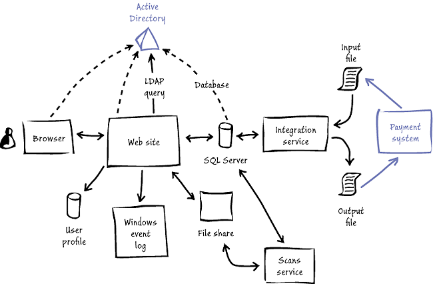 Active
Directory
Input
file
LDAP
query
Database
Browser
Web site
SQL Server
Integration
service
Payment
system
User
profile
Windows
event
log
File share
Output
file
Scans
service